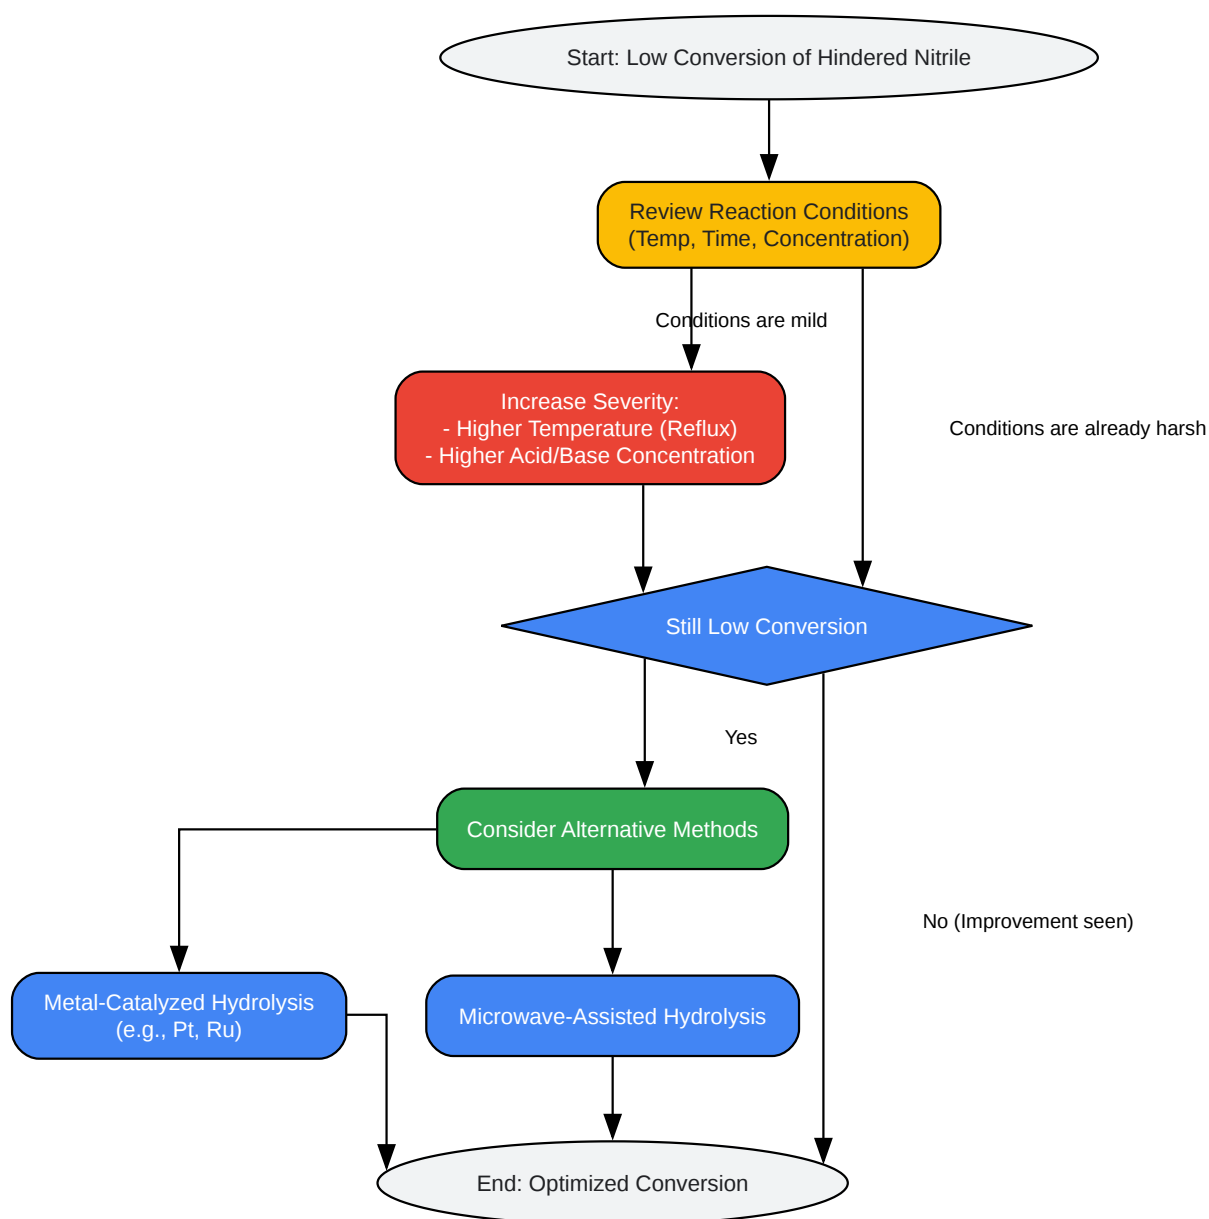 Start: Low Conversion of Hindered Nitrile
Review Reaction Conditions
(Temp, Time, Concentration)
Conditions are mild
Increase Severity:
- Higher Temperature (Reflux)
- Higher Acid/Base Concentration
Conditions are already harsh
Still Low Conversion
Yes
Consider Alternative Methods
No (Improvement seen)
Metal-Catalyzed Hydrolysis
(e.g., Pt, Ru)
Microwave-Assisted Hydrolysis
End: Optimized Conversion